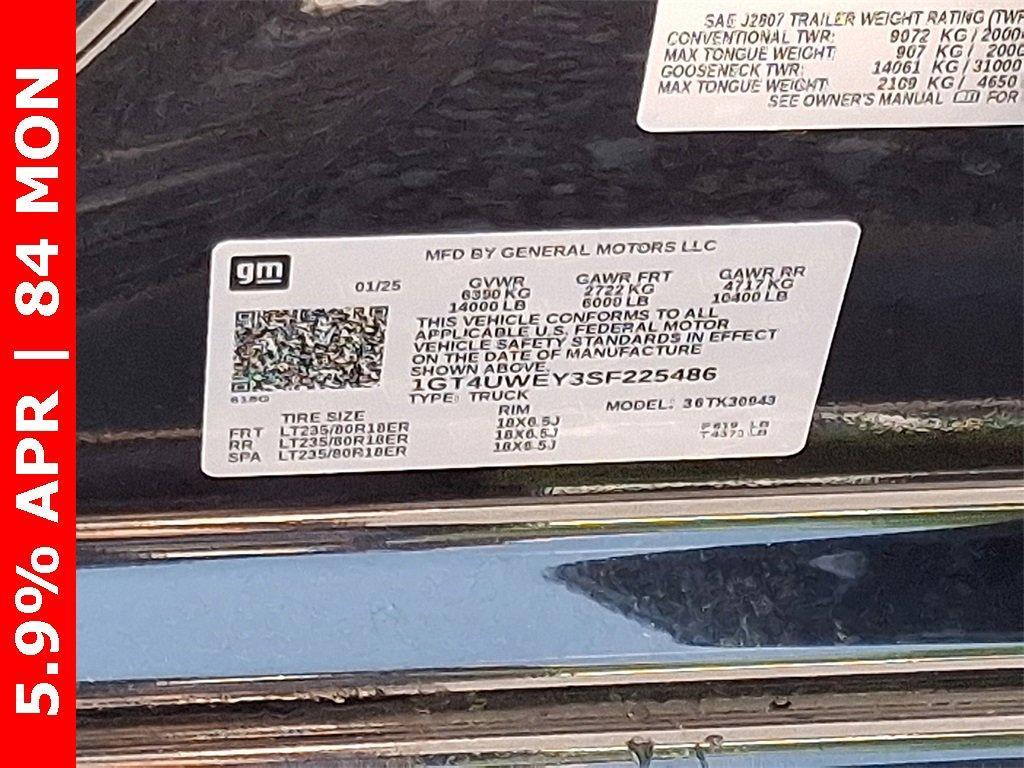 5.9% APR | 84 MON
SAE J2807 TRAILER WEIGHT RATING (TWR
CONVENTIONAL TWR: 9072 KG / 2000
MAX TONGUE WEIGHT: 907 KG / 200
GOOSENECK TWR: 14061 KG / 31000
MAX TONGUE WEIGHT: 2109 KG / 4650
SEE OWNER'S MANUAL FOR
gm
MFD BY GENERAL MOTORS LLC
01/25
GVWR GAWR FRT GAWR RR
6350 KG 2722 KG 4717 KG
14000 LB 6000 LB 10400 LB
THIS VEHICLE CONFORMS TO ALL
APPLICABLE U.S. FEDERAL MOTOR
VEHICLE SAFETY STANDARDS IN EFFECT
ON THE DATE OF MANUFACTURE
SHOWN ABOVE.
1GT4UWEY3SF225486
TYPE: TRUCK
MODEL: 36TK30943
TIRE SIZE RIM
FRT LT235/80R18ER 18X6.5J
RR LT235/80R18ER 18X6.5J
SPA LT235/80R18ER 18X6.5J